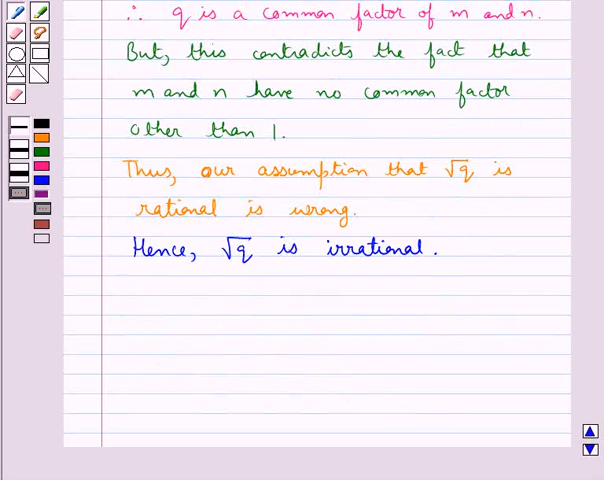 ∴ q is a common factor of m and n.
But, this contradicts the fact that
m and n have no common factor
other than 1.
Thus, our assumption that √q is
rational is wrong.
Hence, √q is irrational.